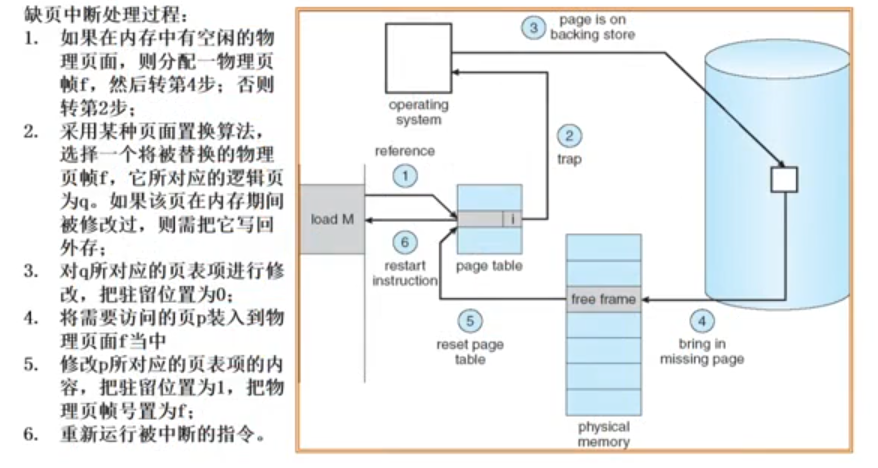 缺页中断处理过程：
1. 如果在内存中有空闲的物
理页面，则分配一物理页
帧f，然后转第4步；否则
转第2步；
2. 采用某种页面置换算法，
选择一个将被替换的物理
页帧f，它所对应的逻辑页
为q。如果该页在内存期间
被修改过，则需把它写回
外存；
3. 对q所对应的页表项进行修
改，把驻留位置为0；
4. 将需要访问的页p装入到物
理页面f当中
5. 修改p所对应的页表项的内
容，把驻留位置为1，把物
理页帧号置为f；
6. 重新运行被中断的指令。
3
page is on
backing store
operating
system
2
trap
reference
1
load M
i
6
restart
instruction
page table
free frame
5
reset page
table
4
bring in
missing page
physical
memory